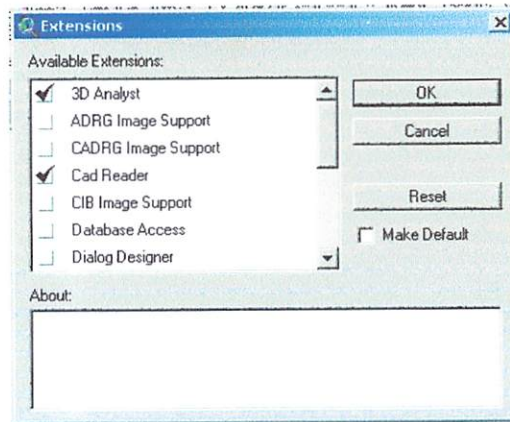 Extensions
Available Extensions:
3D Analyst
ADRG Image Support
CADRG Image Support
Cad Reader
CIB Image Support
Database Access
Dialog Designer
OK
Cancel
Reset
Make Default
About: